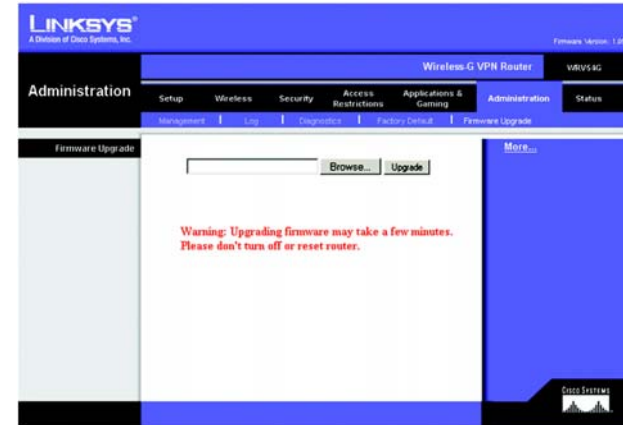 LINKSYS®
A Division of Cisco Systems, Inc.
Firmware Version: 1.0
Wireless-G VPN Router
WRV54G
Administration
Setup
Wireless
Security
Access Restrictions
Applications & Gaming
Administration
Status
Management
Log
Diagnostics
Factory Default
Firmware Upgrade
Firmware Upgrade
Browse...
Upgrade
More...
Warning: Upgrading firmware may take a few minutes.
Please don't turn off or reset router.
CISCO SYSTEMS